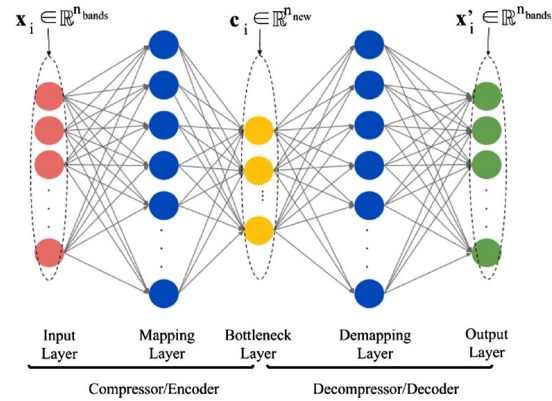 x_i ∈ ℝ^n_bands
c_i ∈ ℝ^n_new
x'_i ∈ ℝ^n_bands
Input
Layer
Mapping
Layer
Bottleneck
Layer
Demapping
Layer
Output
Layer
Compressor/Encoder
Decompressor/Decoder